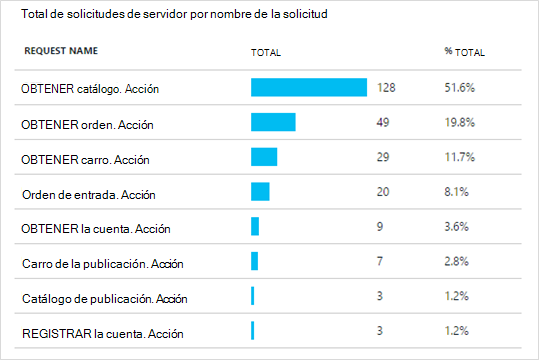 Total de solicitudes de servidor por nombre de la solicitud
REQUEST NAME TOTAL % TOTAL
OBTENER catálogo. Acción 128 51.6%
OBTENER orden. Acción 49 19.8%
OBTENER carro. Acción 29 11.7%
Orden de entrada. Acción 20 8.1%
OBTENER la cuenta. Acción 9 3.6%
Carro de la publicación. Acción 7 2.8%
Catálogo de publicación. Acción 3 1.2%
REGISTRAR la cuenta. Acción 3 1.2%